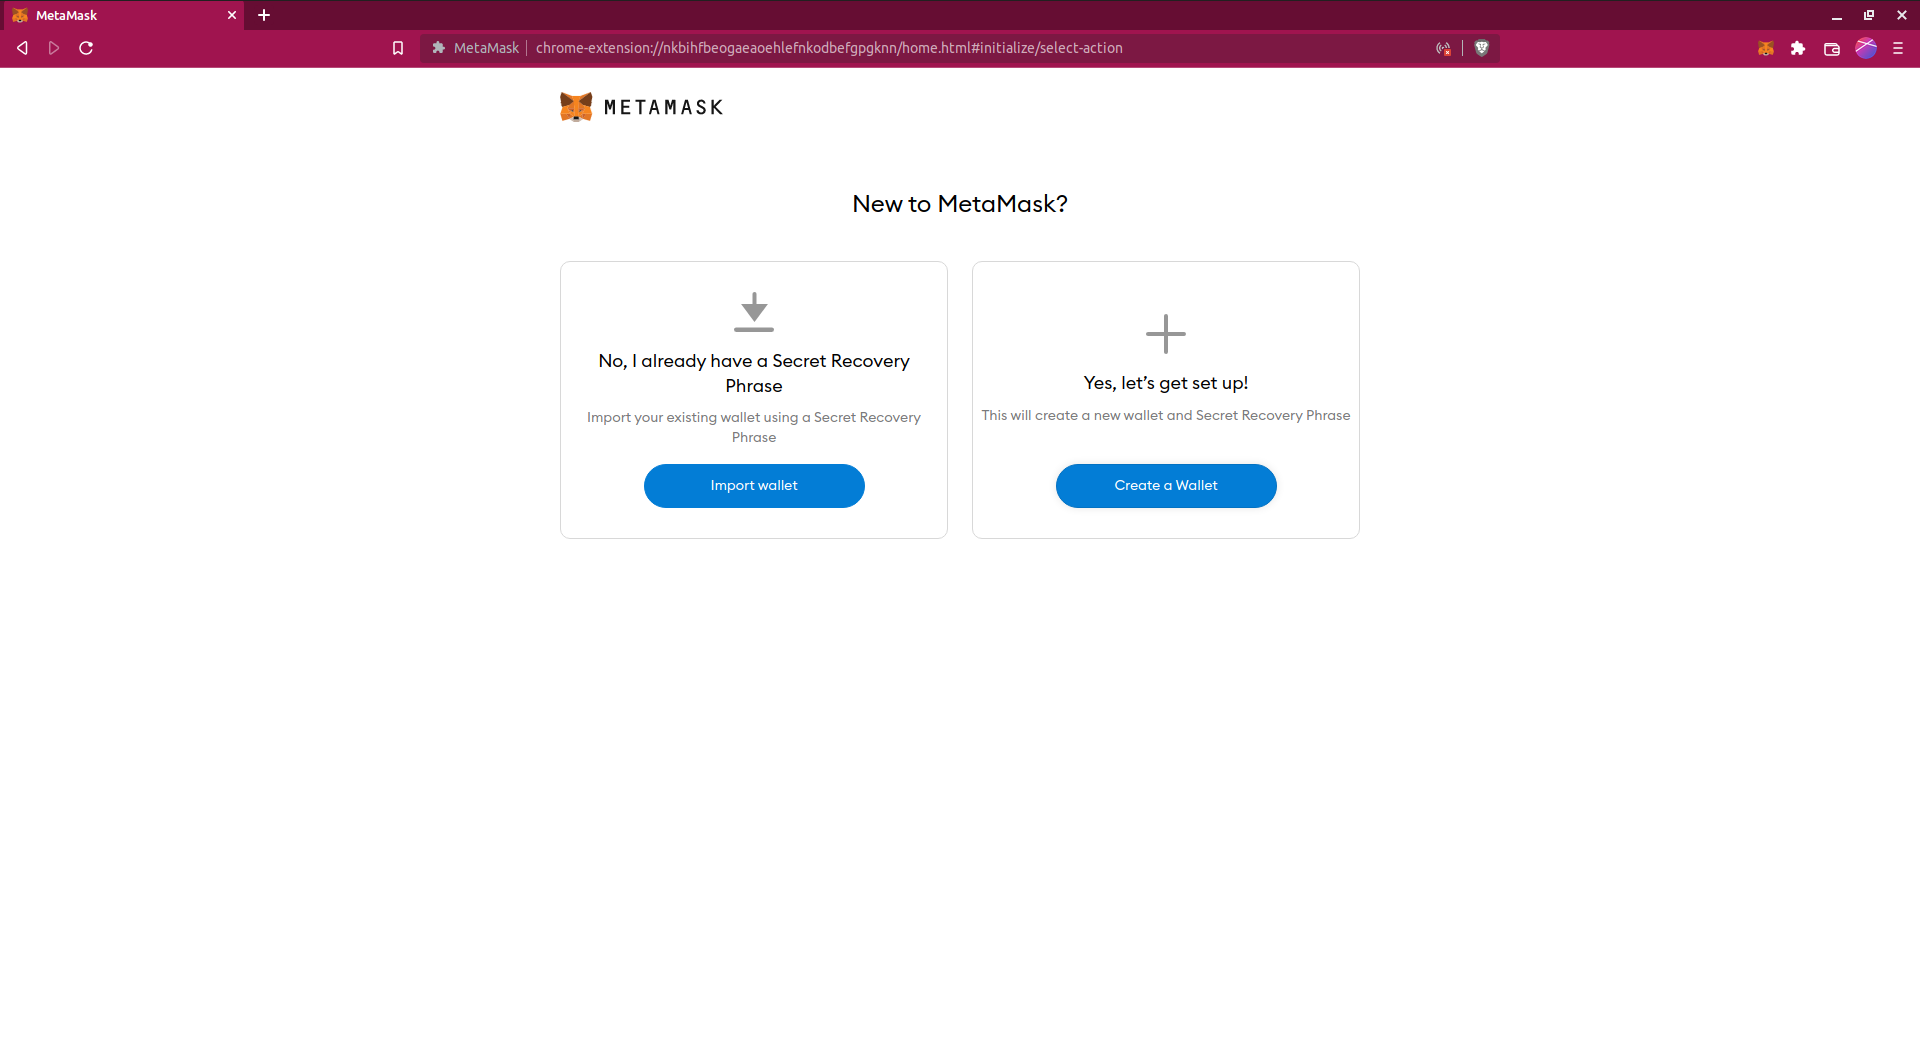 MetaMask
MetaMask
chrome-extension://nkbihfbeogaeaoehlefnkodbefgpgknn/home.html#initialize/select-action
METAMASK
New to MetaMask?
No, I already have a Secret Recovery
Phrase
Import your existing wallet using a Secret Recovery
Phrase
Import wallet
Yes, let’s get set up!
This will create a new wallet and Secret Recovery Phrase
Create a Wallet